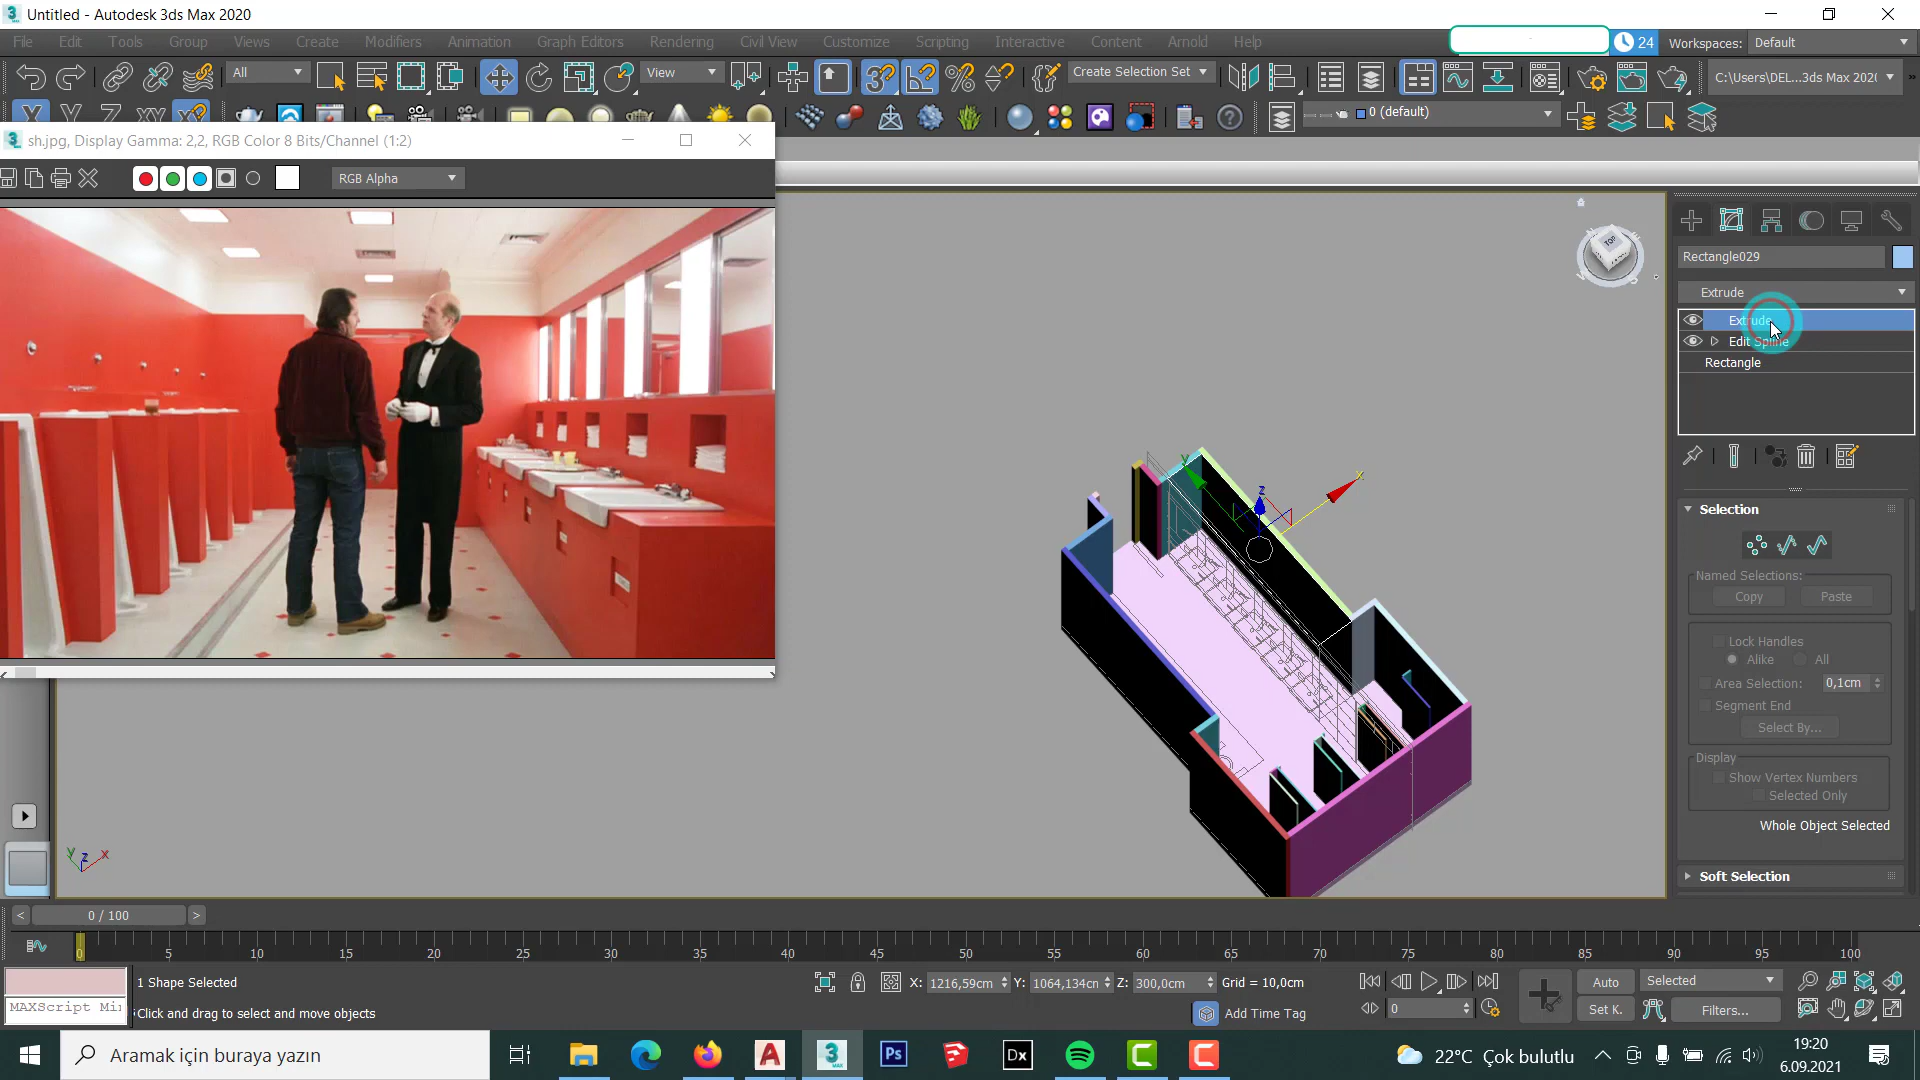 Untitled - Autodesk 3ds Max 2020
File Edit Tools Group Views Create Modifiers Animation Graph Editors Rendering Civil View Customize Scripting Interactive Content Arnold Help
24 Workspaces: Default
All View Create Selection Set C:\Users\DEL...3ds Max 202(
X Y Z XY 0 (default)
sh.jpg, Display Gamma: 2,2, RGB Color 8 Bits/Channel (1:2)
RGB Alpha
TOP
Rectangle029
Extrude
Extrude
Edit Spline
Rectangle
Selection
Named Selections:
Copy Paste
Lock Handles
Alike All
Area Selection: 0,1cm
Segment End
Select By...
Display
Show Vertex Numbers
Selected Only
Whole Object Selected
Soft Selection
y z x
y z x
< 0 / 100 >
0 5 10 15 20 25 30 35 40 45 50 55 60 65 70 75 80 85 90 95 100
1 Shape Selected
X: 1216,59cm Y: 1064,134cm Z: 300,0cm Grid = 10,0cm
Auto Selected
MAXScript Mi
Click and drag to select and move objects
Add Time Tag
0
Set K. Filters...
Aramak için buraya yazın
Ps Dx
22°C Çok bulutlu
19:20
6.09.2021